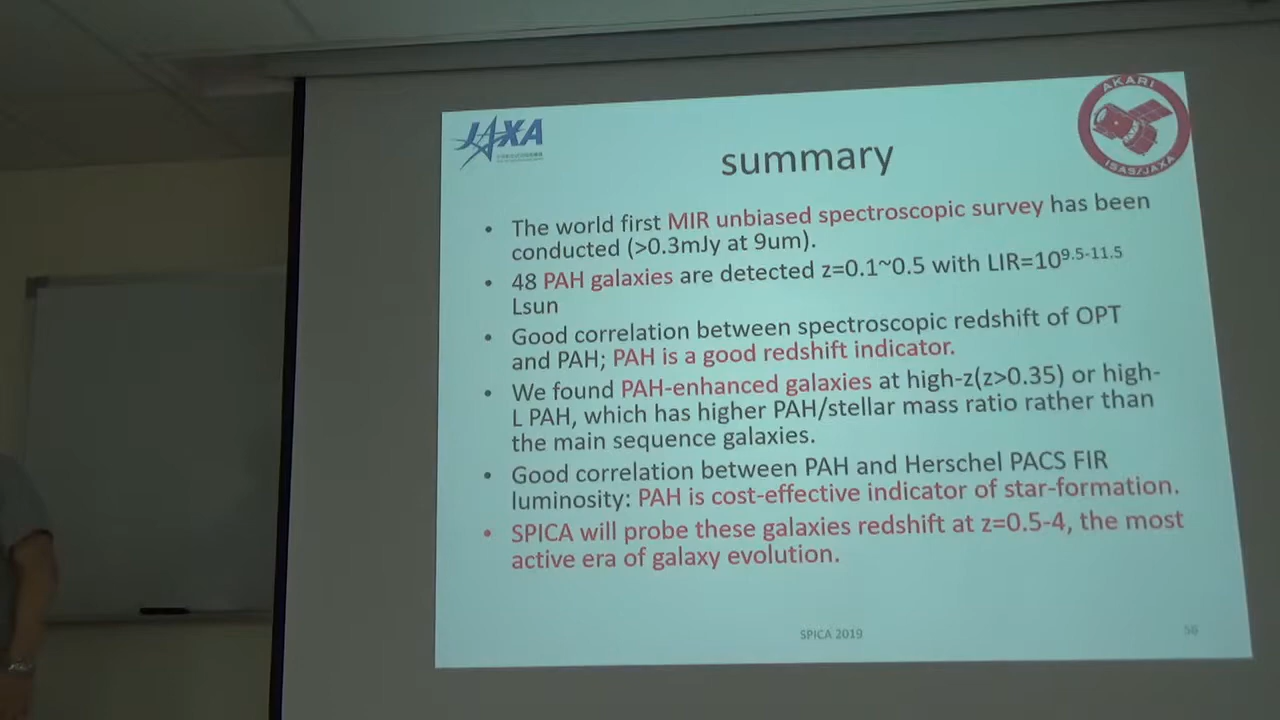 JAXA
AKARI
ISAS/JAXA
summary
• The world first MIR unbiased spectroscopic survey has been
conducted (>0.3mJy at 9um).
• 48 PAH galaxies are detected z=0.1~0.5 with LIR=10^9.5-11.5
Lsun
• Good correlation between spectroscopic redshift of OPT
and PAH; PAH is a good redshift indicator.
• We found PAH-enhanced galaxies at high-z(z>0.35) or high-
L PAH, which has higher PAH/stellar mass ratio rather than
the main sequence galaxies.
• Good correlation between PAH and Herschel PACS FIR
luminosity: PAH is cost-effective indicator of star-formation.
• SPICA will probe these galaxies redshift at z=0.5-4, the most
active era of galaxy evolution.
SPICA 2019